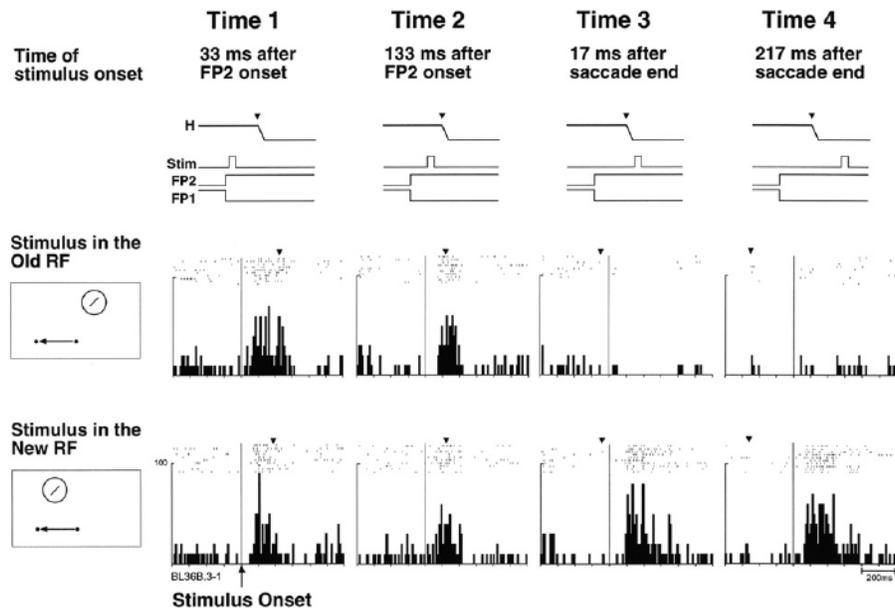 Time 1
Time 2
Time 3
Time 4
Time of
stimulus onset
33 ms after
FP2 onset
133 ms after
FP2 onset
17 ms after
saccade end
217 ms after
saccade end
H
Stim
FP2
FP1
Stimulus in the
Old RF
Stimulus in the
New RF
100
BL36B.3-1
Stimulus Onset
200ms